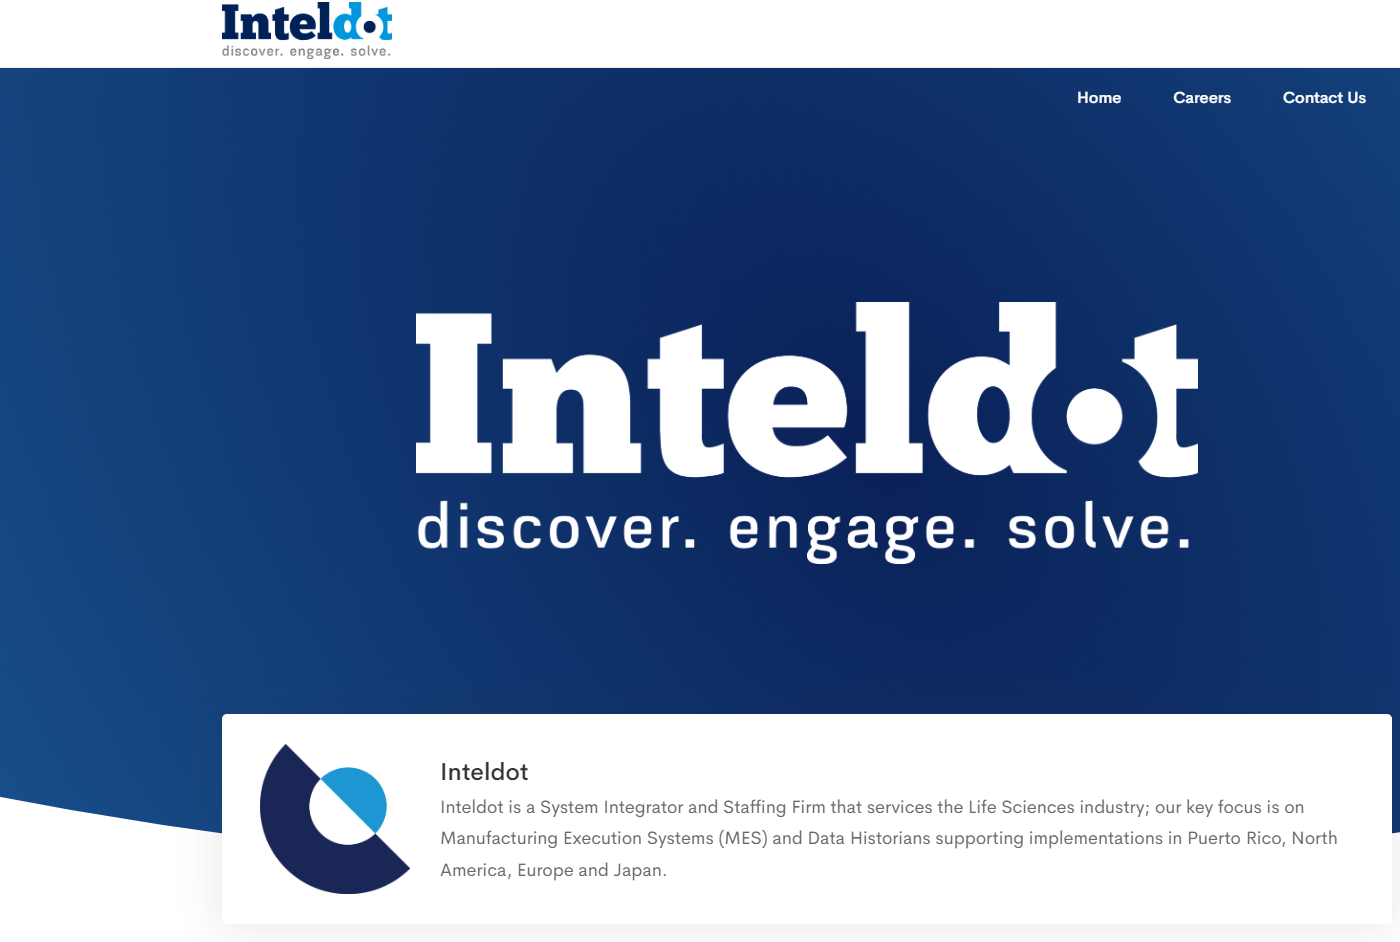 Inteldot
discover. engage. solve.
Home Careers Contact Us
Inteldot
discover. engage. solve.
Inteldot
Inteldot is a System Integrator and Staffing Firm that services the Life Sciences industry; our key focus is on
Manufacturing Execution Systems (MES) and Data Historians supporting implementations in Puerto Rico, North
America, Europe and Japan.